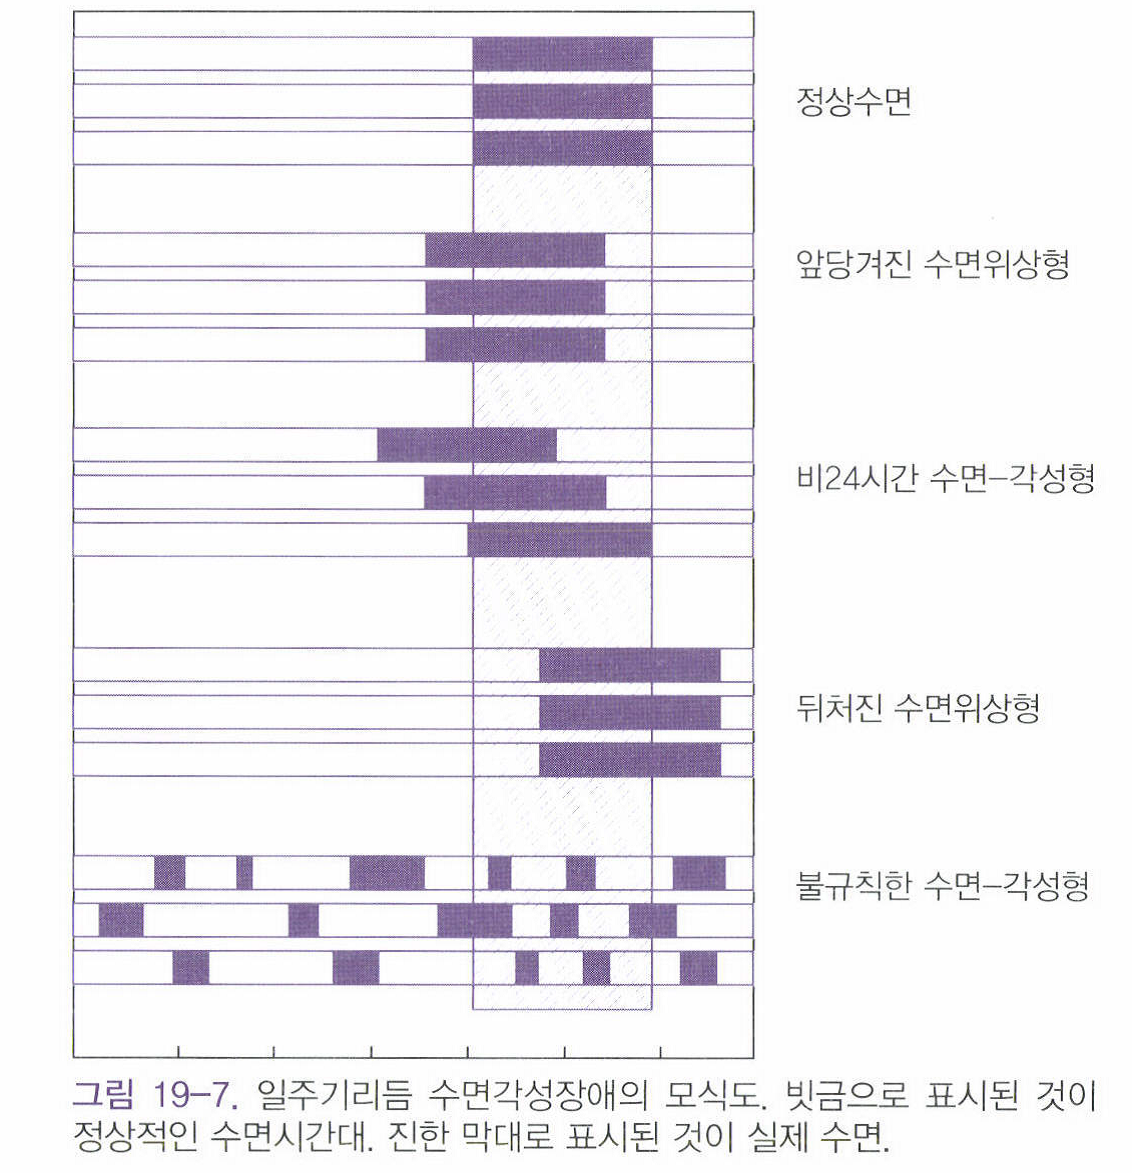 정상수면
앞당겨진 수면위상형
비24시간 수면-각성형
뒤처진 수면위상형
불규칙한 수면-각성형
그림 19-7. 일주기리듬 수면각성장애의 모식도. 빗금으로 표시된 것이
정상적인 수면시간대. 진한 막대로 표시된 것이 실제 수면.